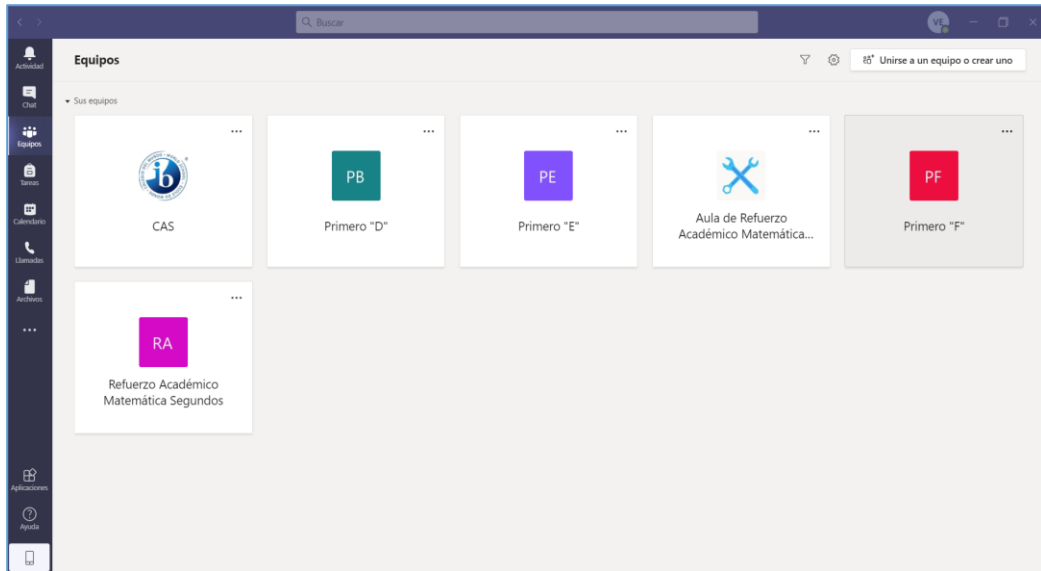 Buscar
VE
Actividad
Chat
Equipos
Tareas
Calendario
Llamadas
Archivos
Aplicaciones
Ayuda
Equipos
Unirse a un equipo o crear uno
Sus equipos
ib
CAS
PB
Primero "D"
PE
Primero "E"
Aula de Refuerzo
Académico Matemática...
PF
Primero "F"
RA
Refuerzo Académico
Matemática Segundos